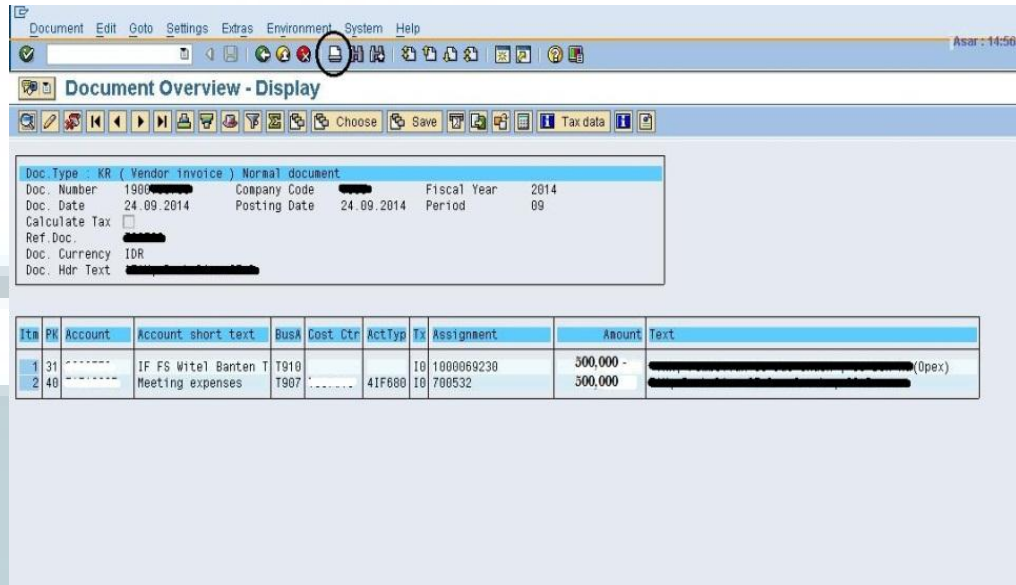 Document Edit Goto Settings Extras Environment System Help
Asar : 14:56
Document Overview - Display
Choose Save Tax data
Doc.Type : KR ( Vendor invoice ) Normal document
Doc. Number 1900 Company Code Fiscal Year 2014
Doc. Date 24.09.2014 Posting Date 24.09.2014 Period 09
Calculate Tax
Ref.Doc.
Doc. Currency IDR
Doc. Hdr Text
Itm PK Account Account short text BusA Cost Ctr ActTyp Tx Assignment Amount Text
1 31 IF FS Witel Banten T T910 I0 1000069230 500,000 - (Opex)
2 40 Meeting expenses T907 4IF680 I0 700532 500,000